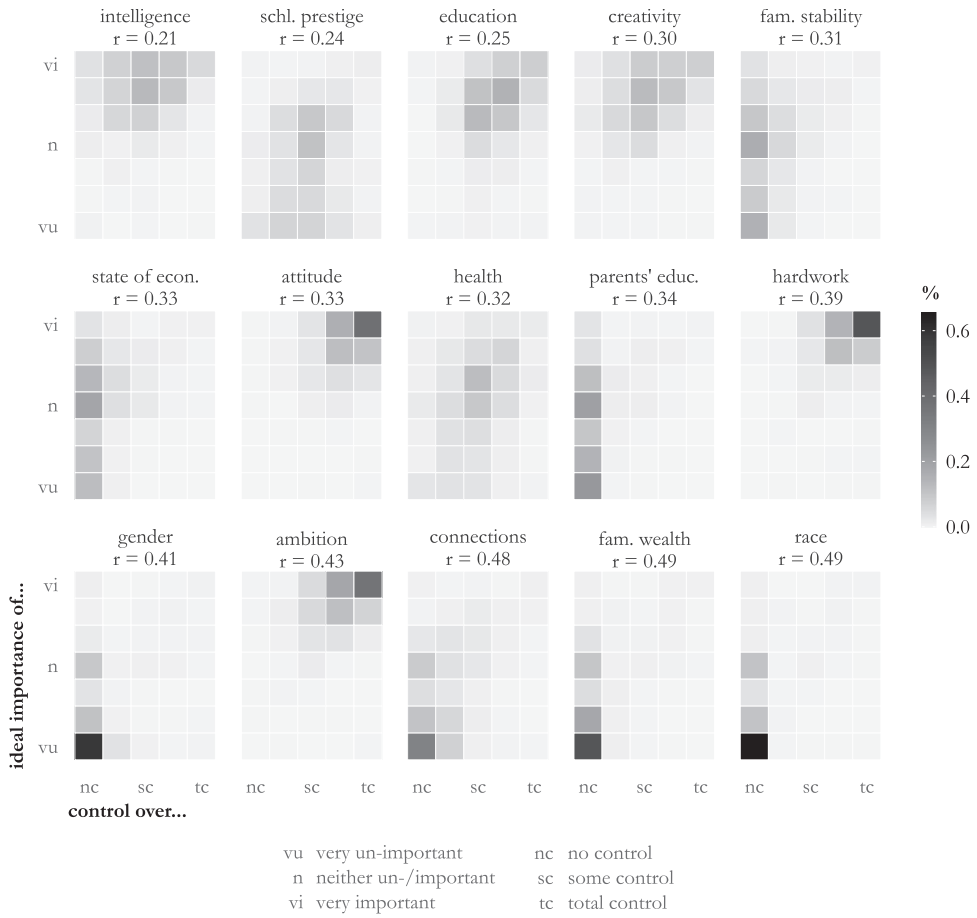 intelligence schl. prestige education creativity fam. stability
r = 0.21 r = 0.24 r = 0.25 r = 0.30 r = 0.31
vi
n
vu
state of econ. attitude health parents' educ. hardwork
r = 0.33 r = 0.33 r = 0.32 r = 0.34 r = 0.39
%
vi
0.6
n
0.4
0.2
vu
0.0
gender ambition connections fam. wealth race
r = 0.41 r = 0.43 r = 0.48 r = 0.49 r = 0.49
vi
n
vu
ideal importance of...
nc sc tc nc sc tc nc sc tc nc sc tc nc sc tc
control over...
vu very un-important nc no control
n neither un-/important sc some control
vi very important tc total control